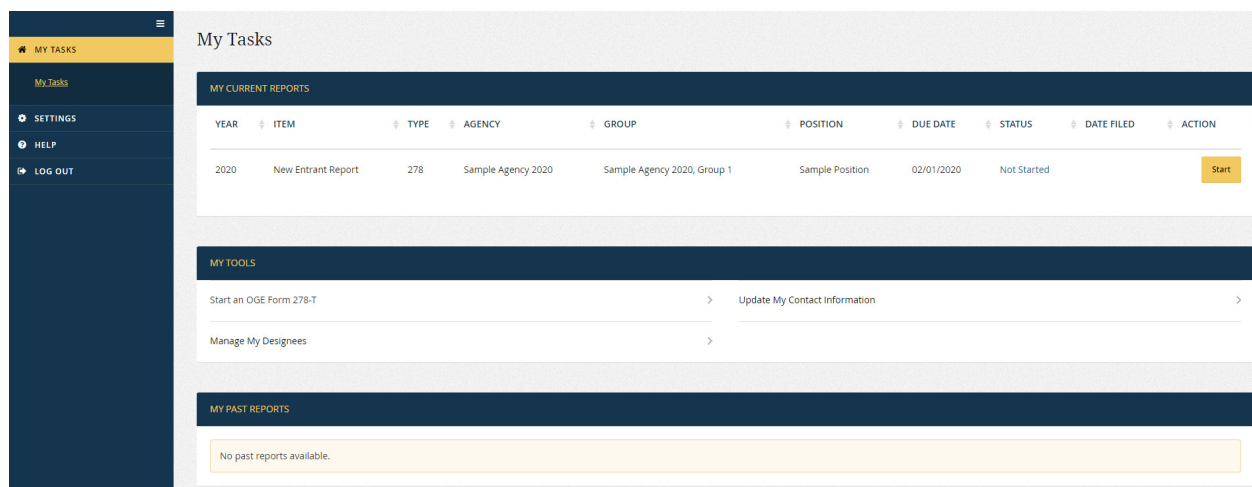 MY TASKS
My Tasks
SETTINGS
HELP
LOG OUT
My Tasks
MY CURRENT REPORTS
YEAR ITEM TYPE AGENCY GROUP POSITION DUE DATE STATUS DATE FILED ACTION
2020 New Entrant Report 278 Sample Agency 2020 Sample Agency 2020, Group 1 Sample Position 02/01/2020 Not Started Start
MY TOOLS
Start an OGE Form 278-T Update My Contact Information
Manage My Designees
MY PAST REPORTS
No past reports available.